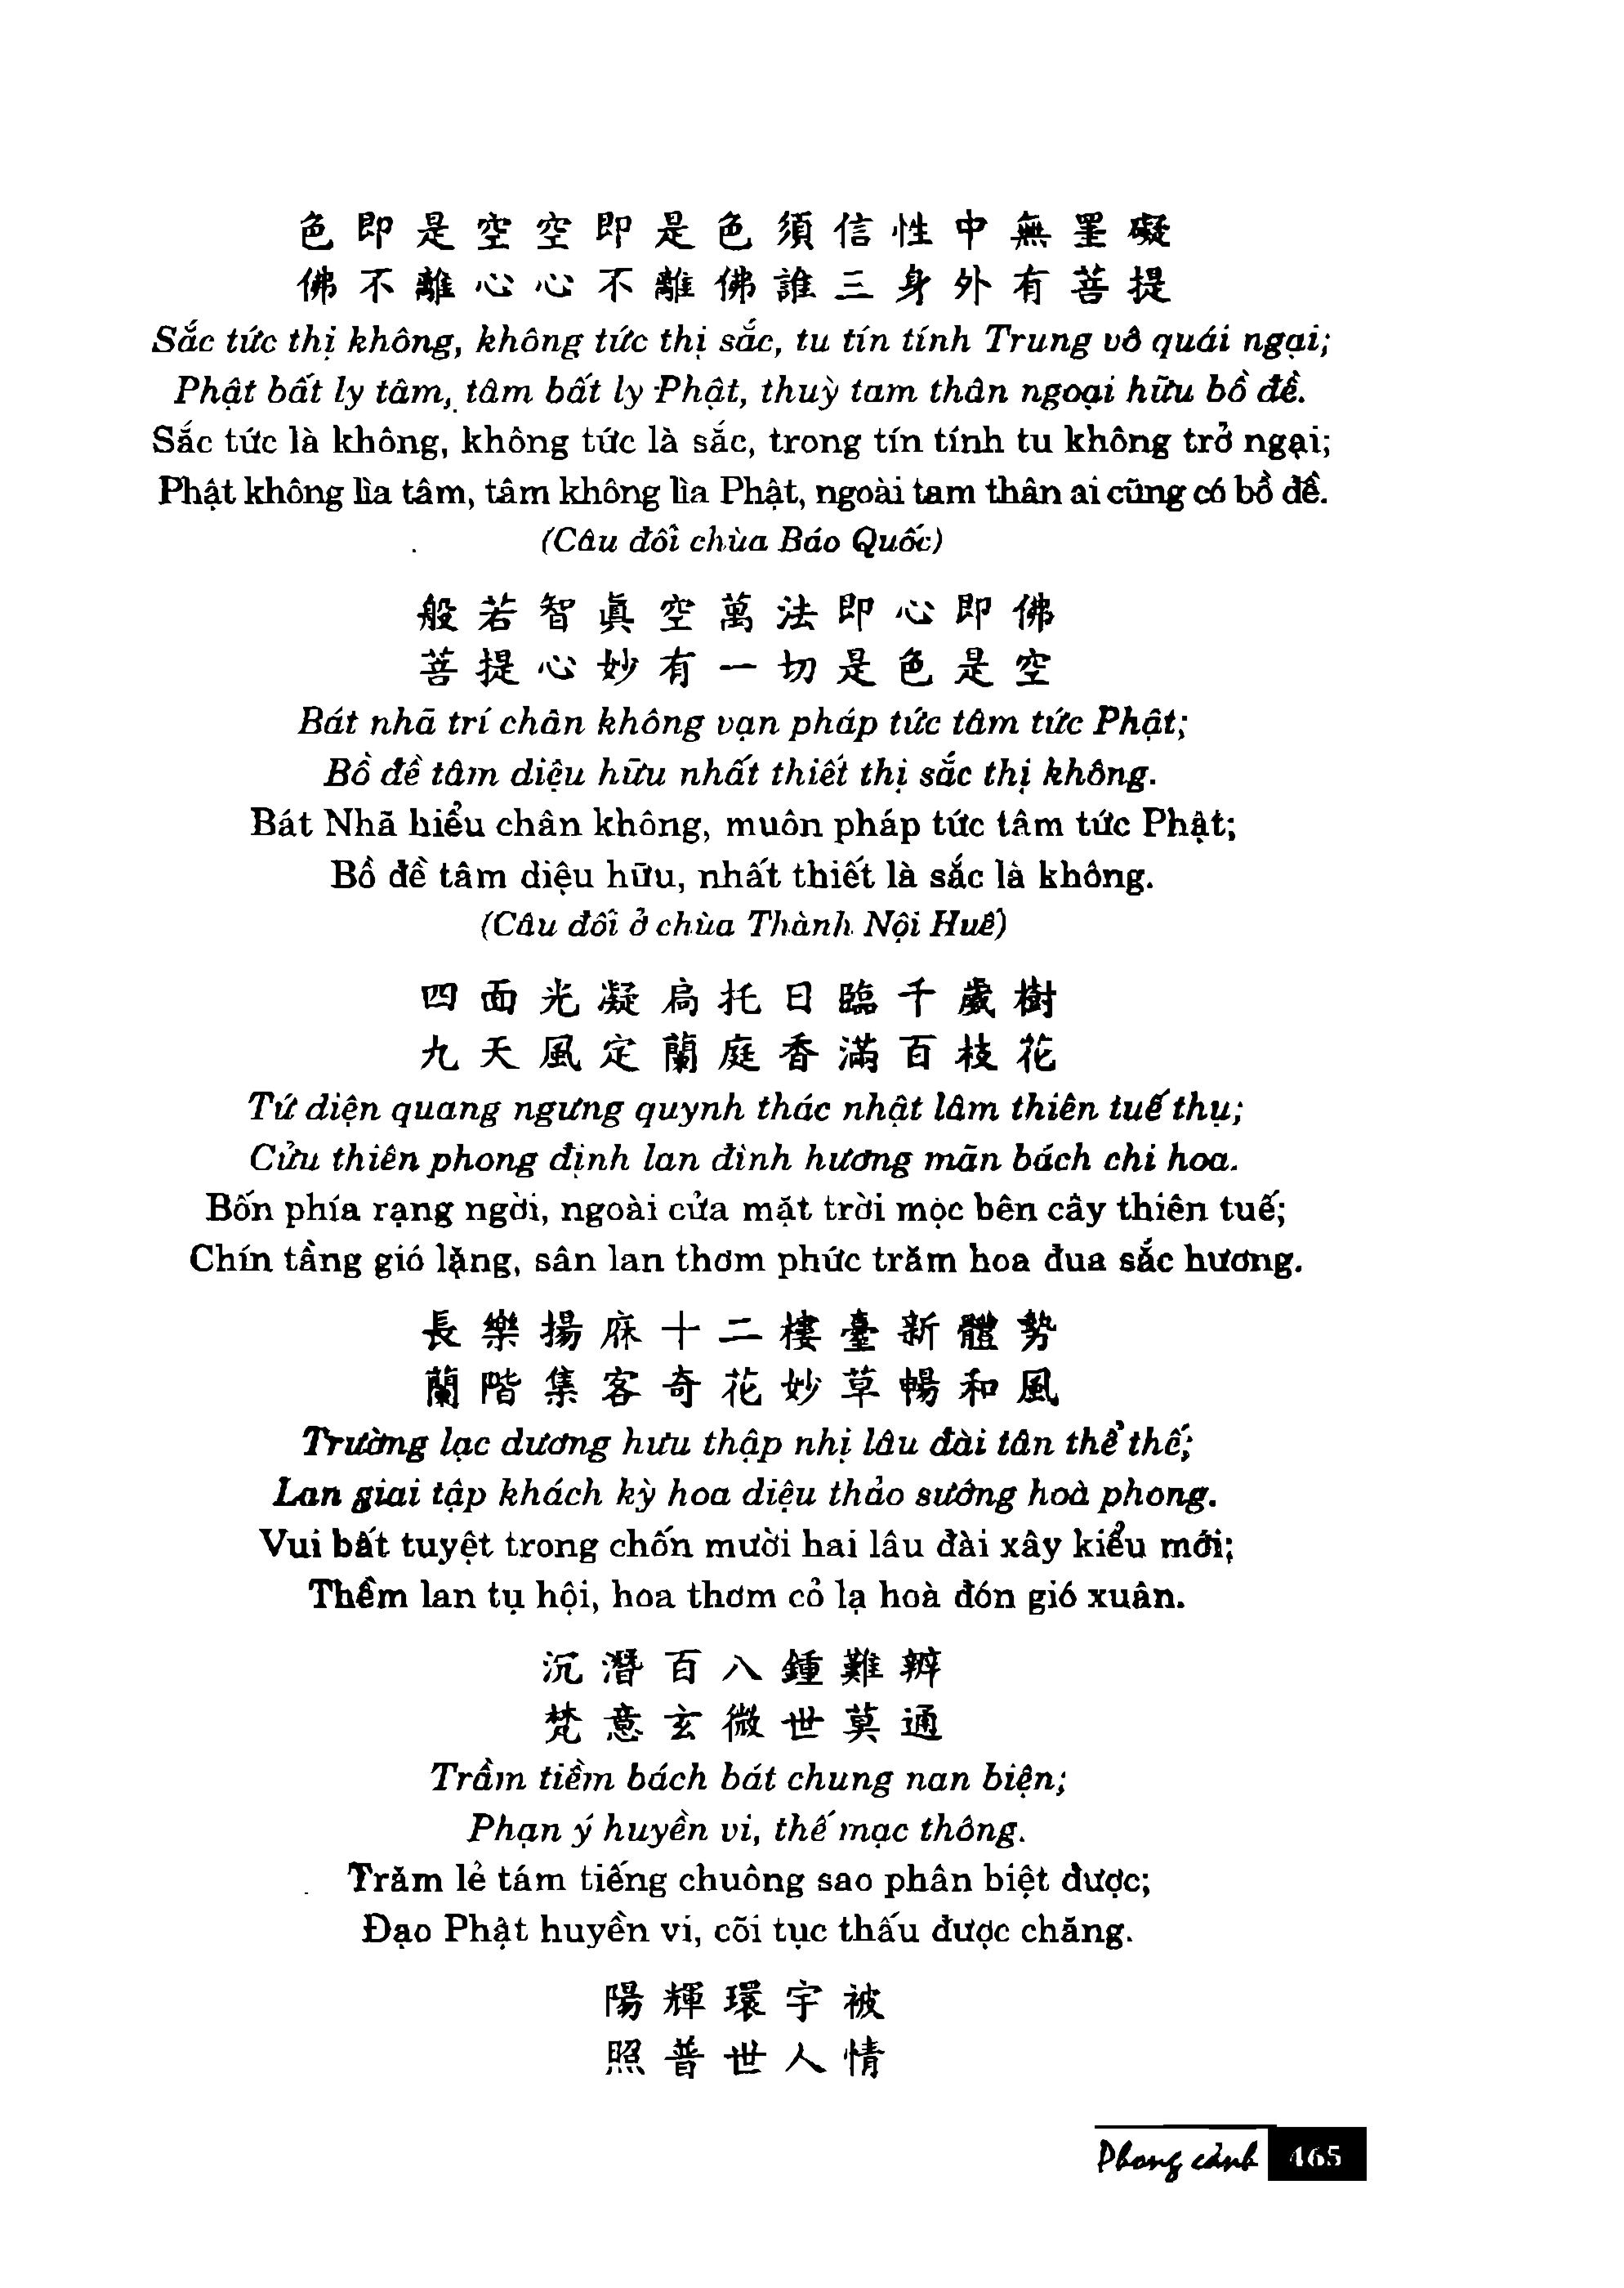 色即是空空即是色須信性中無罣礙
佛不離心心不離佛誰三身外有菩提
Sắc tức thị không, không tức thị sắc, tu tín tính Trung vô quái ngại;
Phật bất ly tâm, tâm bất ly Phật, thuỳ tam thân ngoại hữu bồ đề.
Sắc tức là không, không tức là sắc, trong tín tính tu không trở ngại;
Phật không lìa tâm, tâm không lìa Phật, ngoài tam thân ai cũng có bồ đề.
(Câu đối chùa Báo Quốc)
般若智眞空萬法即心即佛
菩提心妙有一切是色是空
Bát nhã trí chân không vạn pháp tức tâm tức Phật;
Bồ đề tâm diệu hữu nhất thiết thị sắc thị không.
Bát Nhã hiểu chân không, muôn pháp tức tâm tức Phật;
Bồ đề tâm diệu hữu, nhất thiết là sắc là không.
(Câu đối ở chùa Thành Nội Huế)
四面光凝扃托日臨千歲樹
九天風定蘭庭香滿百枝花
Tứ diện quang ngưng quynh thác nhật lâm thiên tuế thụ;
Cửu thiên phong định lan đình hương mãn bách chi hoa.
Bốn phía rạng ngời, ngoài cửa mặt trời mọc bên cây thiên tuế;
Chín tầng gió lặng, sân lan thơm phức trăm hoa đua sắc hương.
長樂揚庥十二樓臺新體勢
蘭階集客奇花妙草暢和風
Trường lạc dương hưu thập nhị lâu đài tân thể thế;
Lan giai tập khách kỳ hoa diệu thảo sướng hoà phong.
Vui bất tuyệt trong chốn mười hai lâu đài xây kiểu mới;
Thềm lan tụ hội, hoa thơm cỏ lạ hoà đón gió xuân.
沉潛百八鍾難辨
梵意玄微世莫通
Trầm tiềm bách bát chung nan biện;
Phạn ý huyền vi, thế mạc thông.
Trăm lẻ tám tiếng chuông sao phân biệt được;
Đạo Phật huyền vi, cõi tục thấu được chăng.
陽輝環宇被
照普世人情
Phong cảnh 465